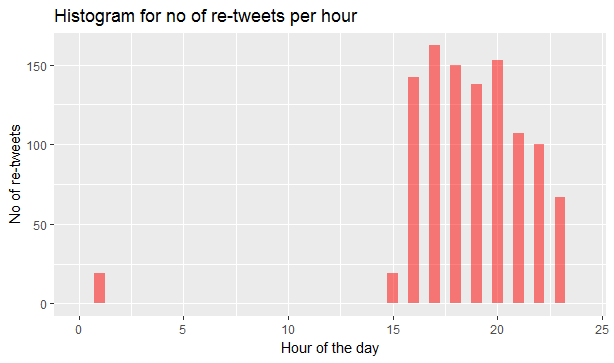 Histogram for no of re-tweets per hour
No of re-tweets
150
100
50
0
0 5 10 15 20 25
Hour of the day